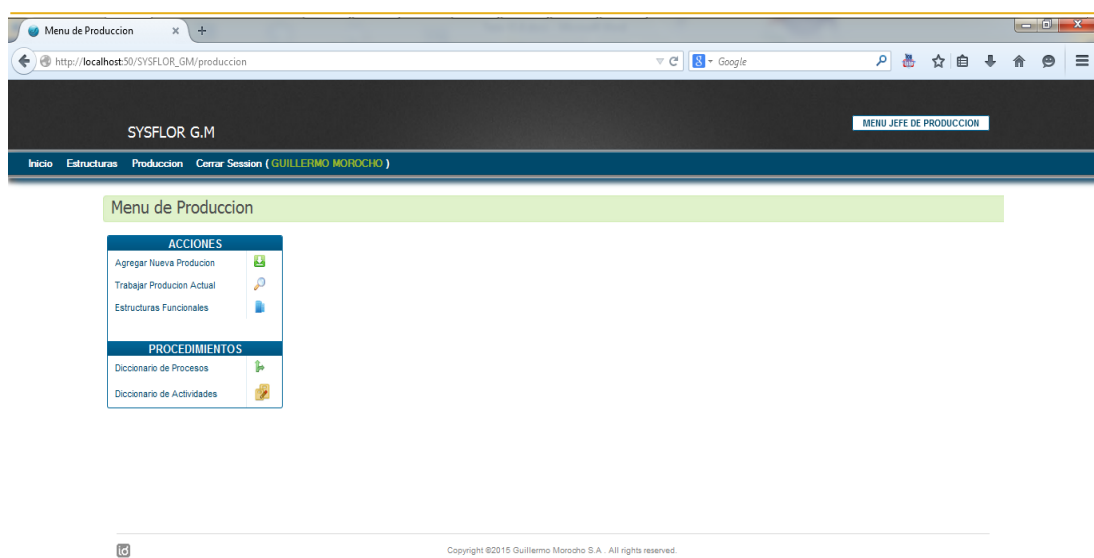 Menu de Produccion
http://localhost:50/SYSFLOR_GM/produccion
Google
SYSFLOR G.M
MENU JEFE DE PRODUCCION
Inicio Estructuras Produccion Cerrar Session ( GUILLERMO MOROCHO )
Menu de Produccion
ACCIONES
Agregar Nueva Producion
Trabajar Producion Actual
Estructuras Funcionales
PROCEDIMIENTOS
Diccionario de Procesos
Diccionario de Actividades
Copyright ©2015 Guillermo Morocho S.A . All rights reserved.